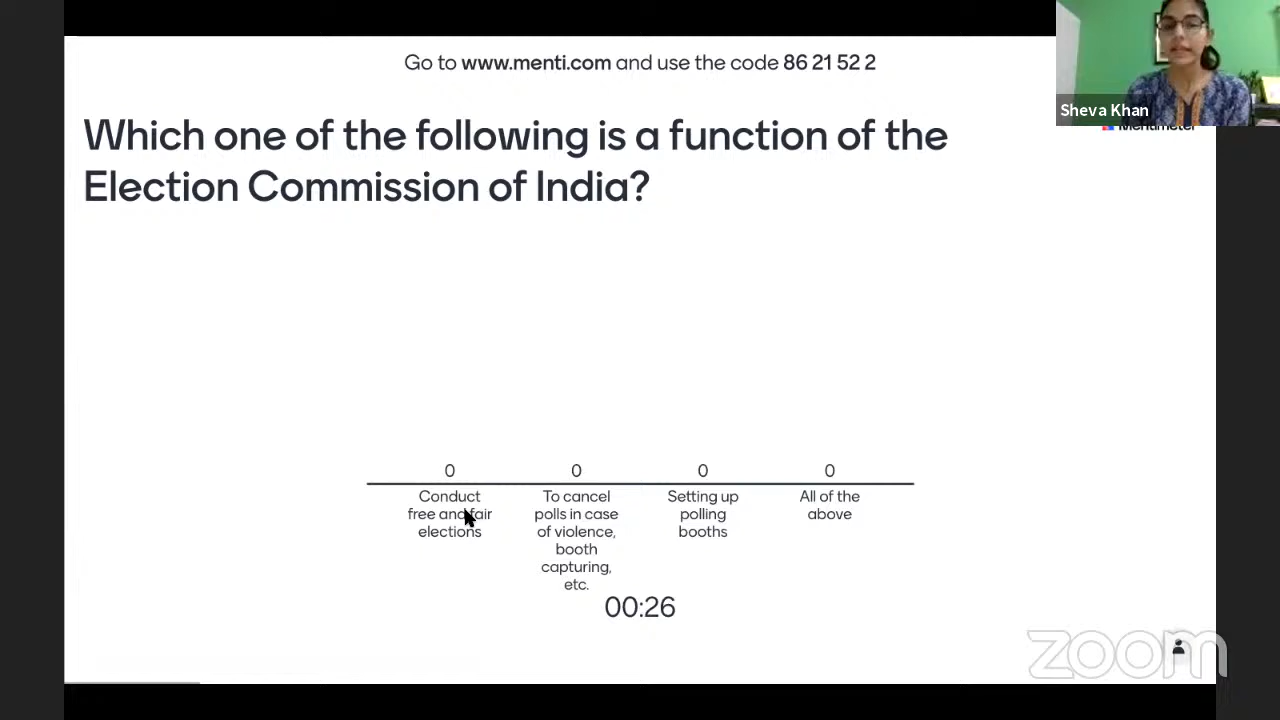 Go to www.menti.com and use the code 86 21 52 2
Sheva Khan
Mentimeter
Which one of the following is a function of the
Election Commission of India?
0 0 0 0
Conduct
free and fair
elections
To cancel
polls in case
of violence,
booth
capturing,
etc.
Setting up
polling
booths
All of the
above
00:26
zoom